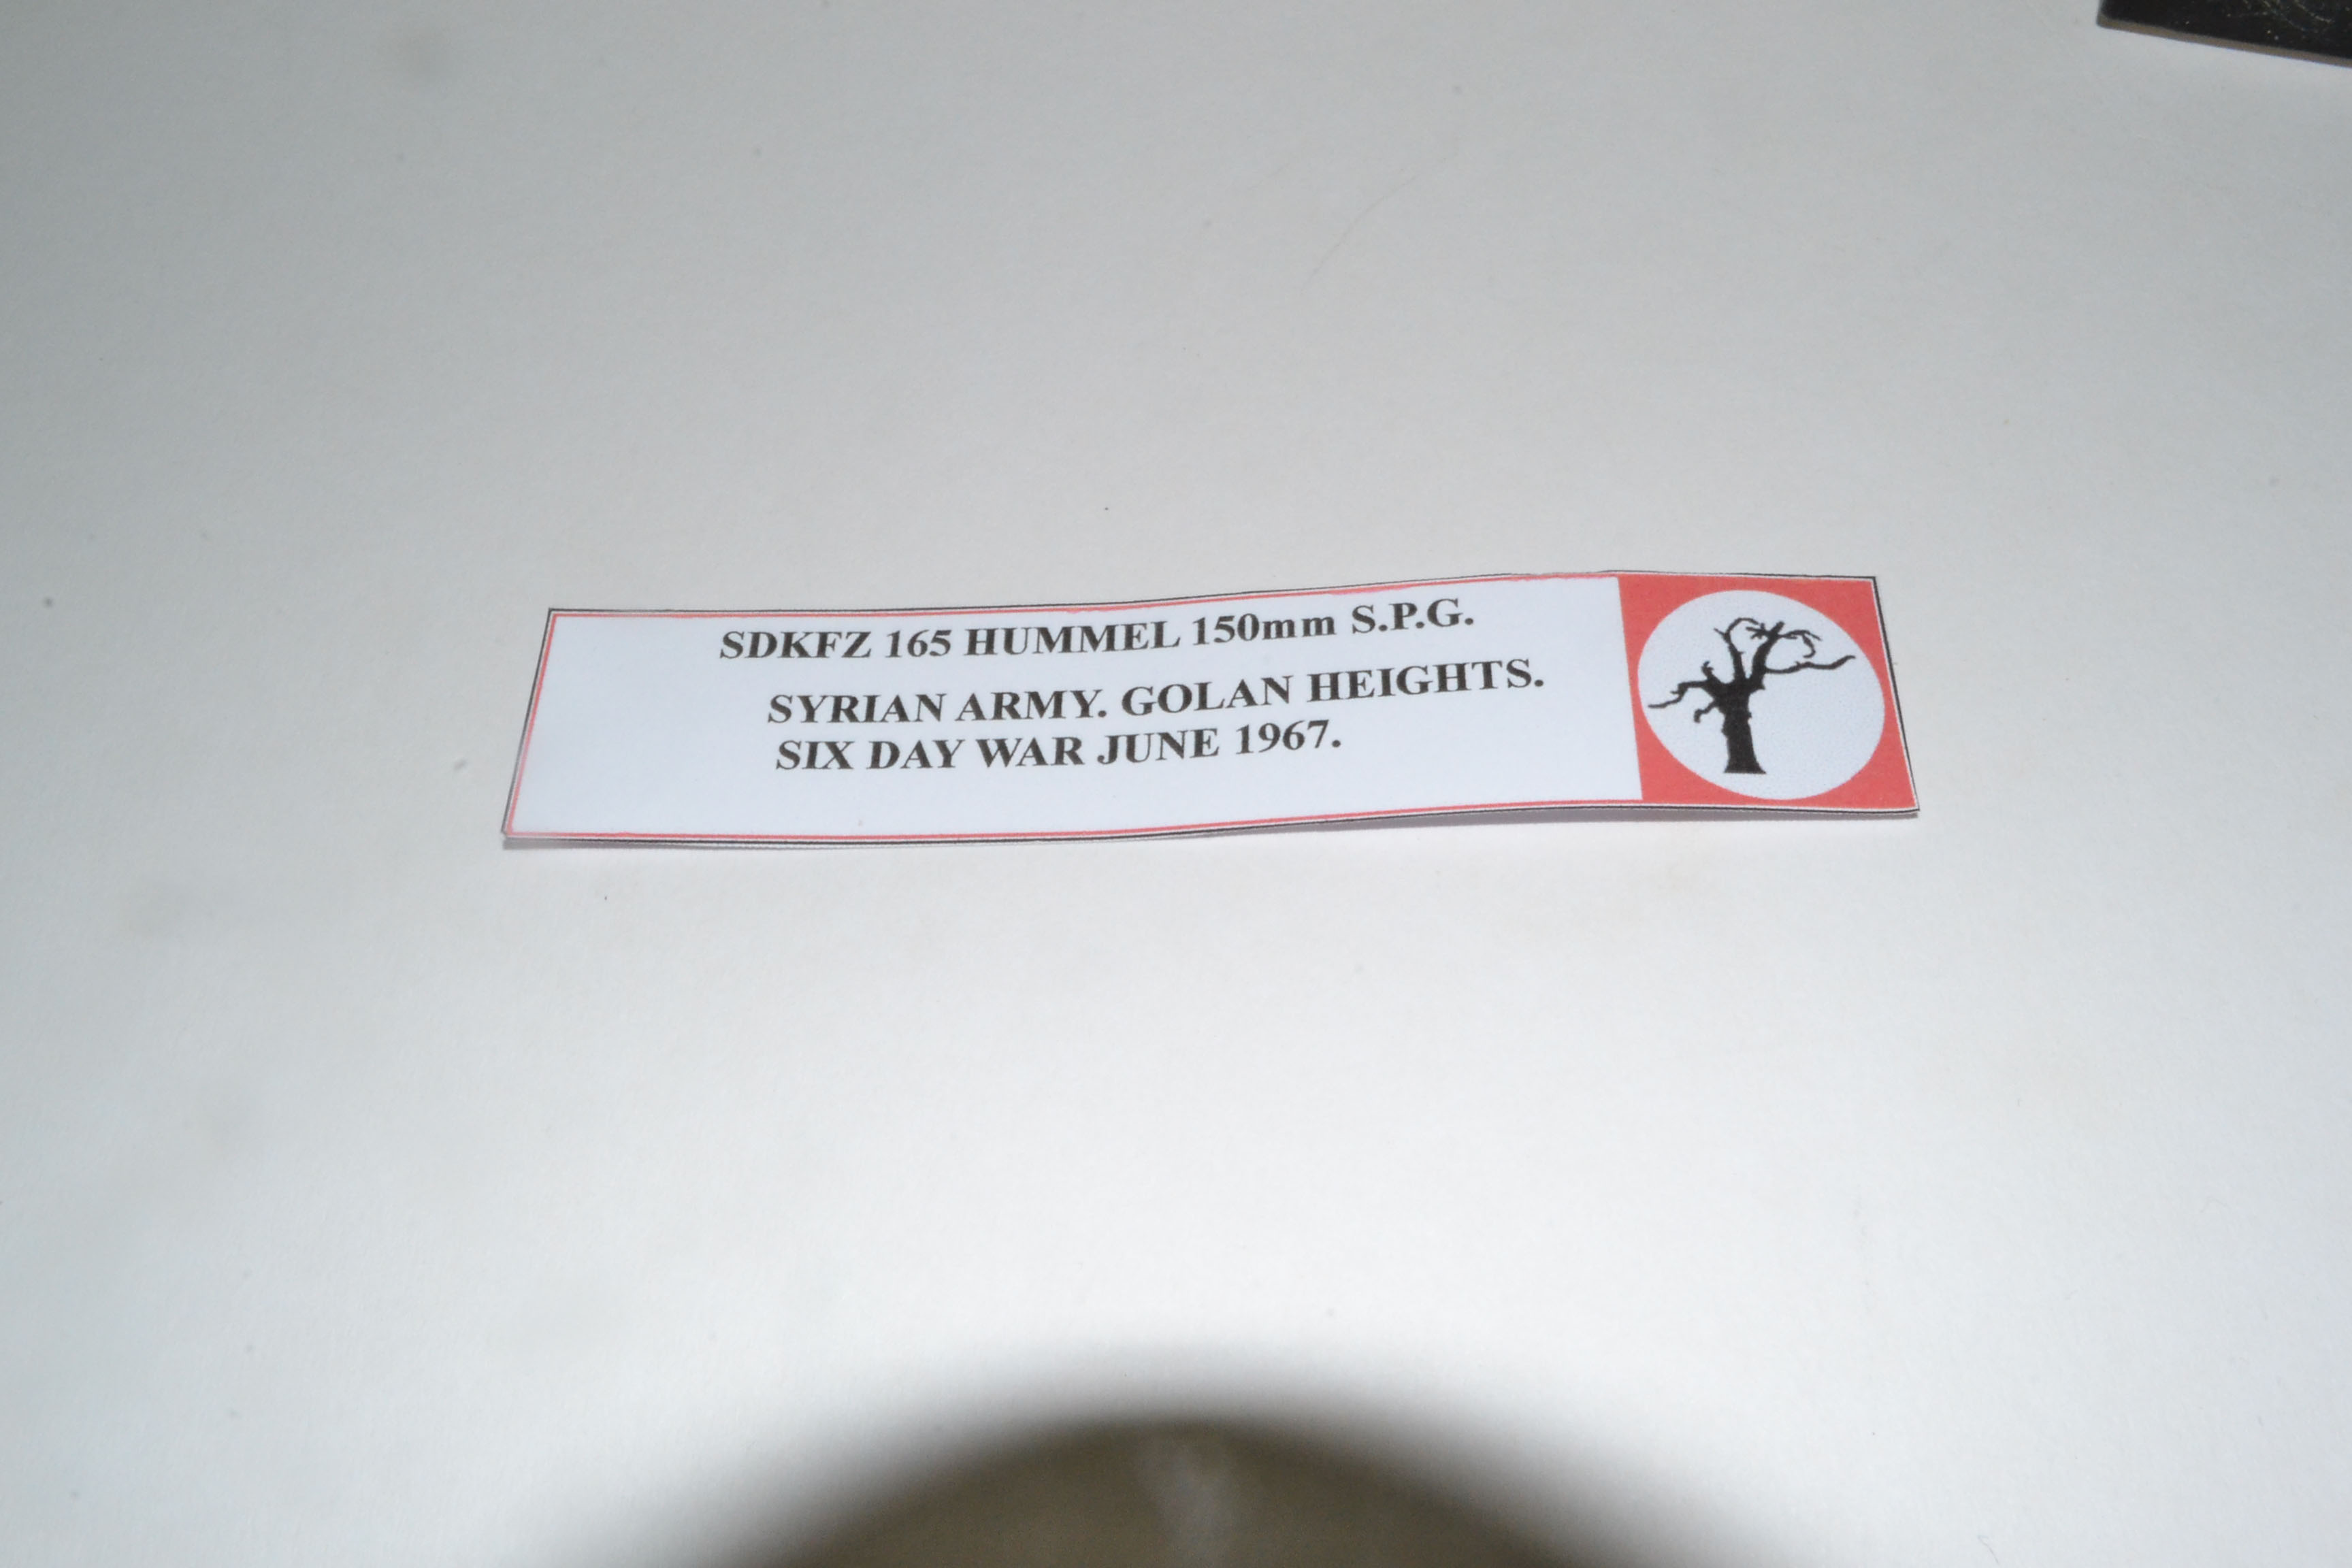 SDKFZ 165 HUMMEL 150mm S.P.G.
SYRIAN ARMY. GOLAN HEIGHTS.
SIX DAY WAR JUNE 1967.